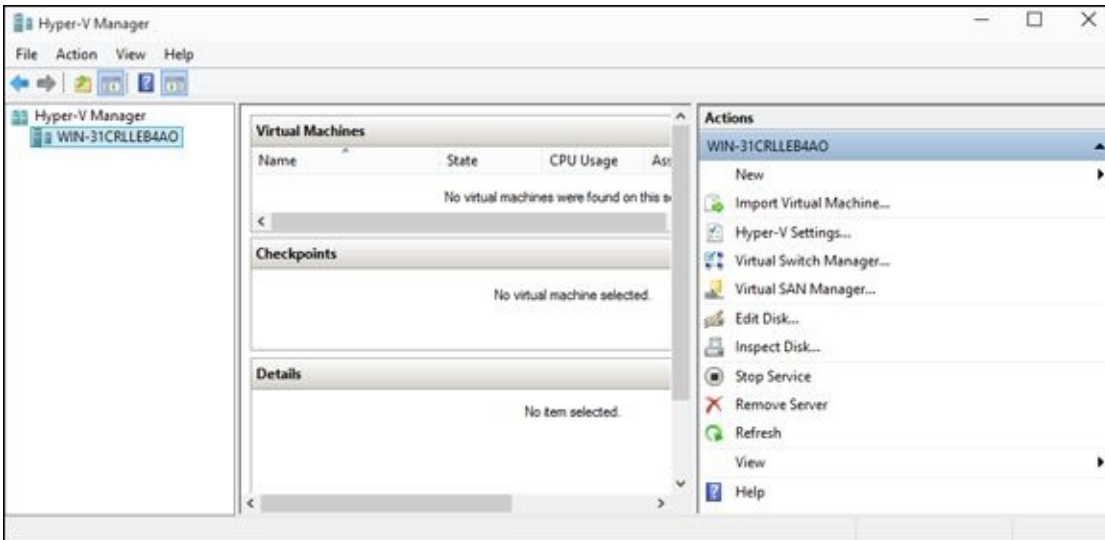 Hyper-V Manager
File Action View Help
Hyper-V Manager
WIN-31CRLLEB4AO
Virtual Machines
Name State CPU Usage Ass
No virtual machines were found on this se
Checkpoints
No virtual machine selected.
Details
No item selected.
Actions
WIN-31CRLLEB4AO
New
Import Virtual Machine...
Hyper-V Settings...
Virtual Switch Manager...
Virtual SAN Manager...
Edit Disk...
Inspect Disk...
Stop Service
Remove Server
Refresh
View
Help